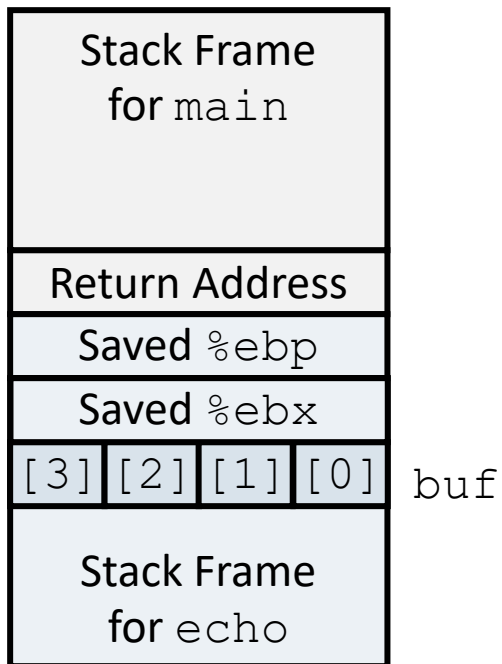 Stack Frame
for main
Return Address
Saved %ebp
Saved %ebx
[3] [2] [1] [0] buf
Stack Frame
for echo